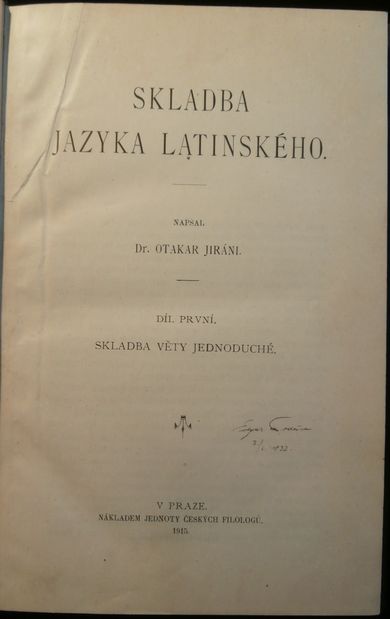 SKLADBA
JAZYKA LATINSKÉHO.
NAPSAL
Dr. OTAKAR JIRÁNI.
DÍL PRVNÍ.
SKLADBA VĚTY JEDNODUCHÉ.
V PRAZE.
NÁKLADEM JEDNOTY ČESKÝCH FILOLOGŮ.
1915.